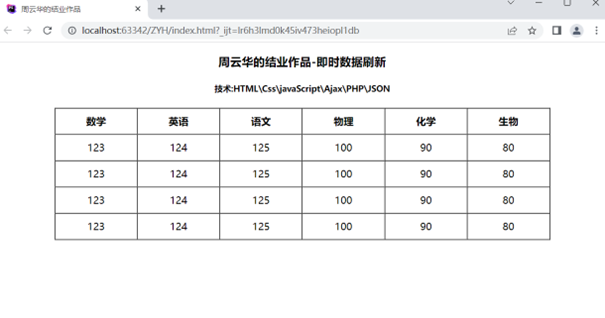 周云华的结业作品
localhost:63342/ZYH/index.html?_ijt=lr6h3lmd0k45iv473heiopl1db
周云华的结业作品-即时数据刷新
技术:HTML\Css\javaScript\Ajax\PHP\JSON
数学 英语 语文 物理 化学 生物
123 124 125 100 90 80
123 124 125 100 90 80
123 124 125 100 90 80
123 124 125 100 90 80